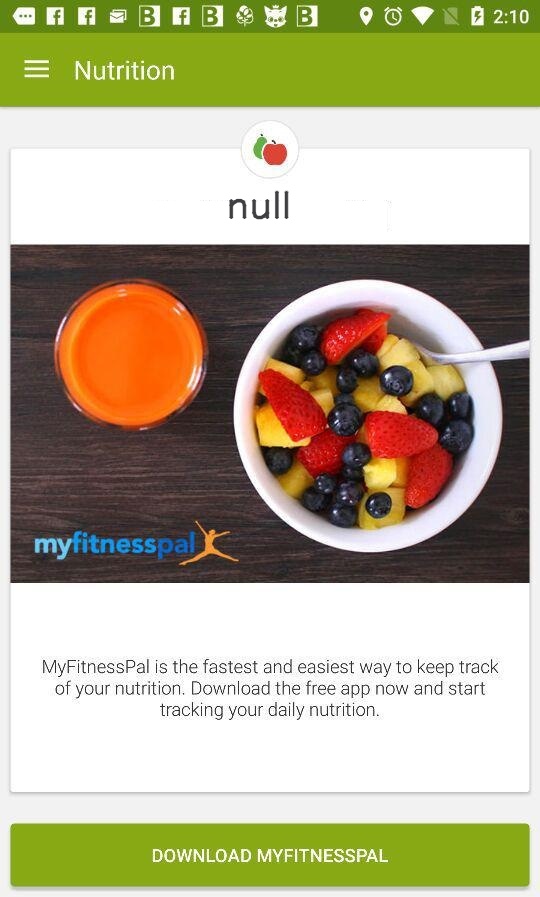 B B B 2:10
Nutrition
null
myfitnesspal
MyFitnessPal is the fastest and easiest way to keep track
of your nutrition. Download the free app now and start
tracking your daily nutrition.
DOWNLOAD MYFITNESSPAL